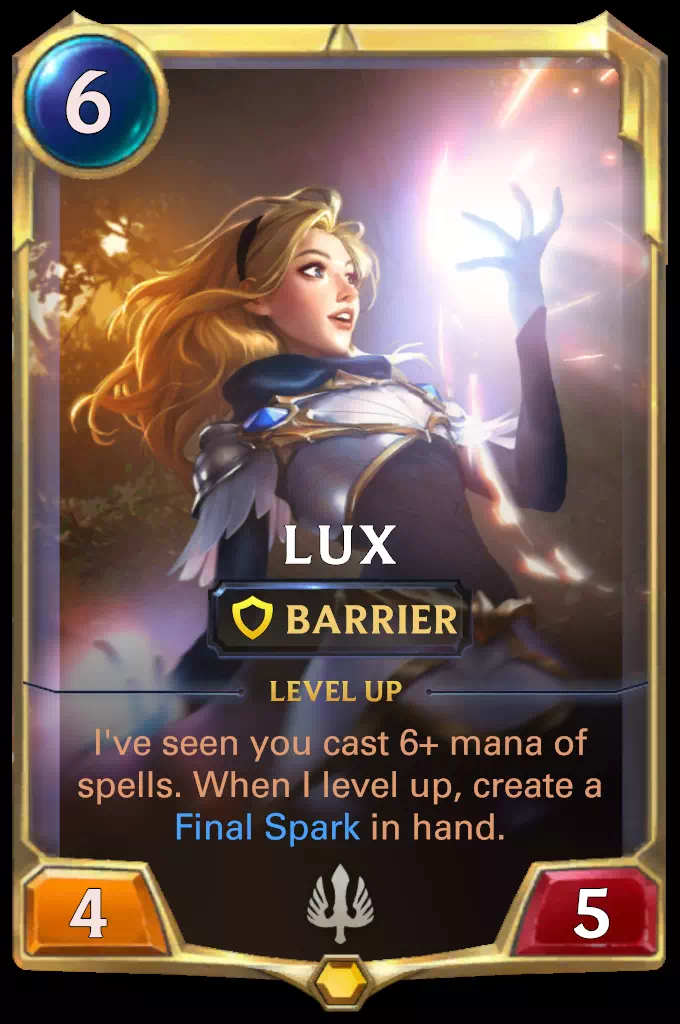 6
LUX
BARRIER
LEVEL UP
I've seen you cast 6+ mana of
spells. When I level up, create a
Final Spark in hand.
4
5